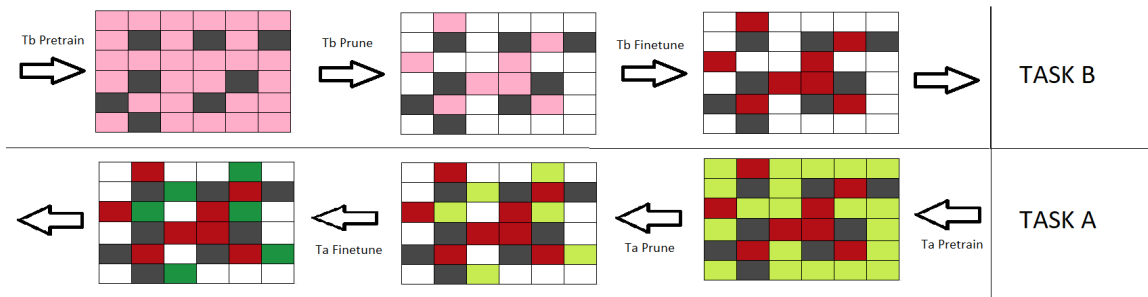 Tb Pretrain
Tb Prune
Tb Finetune
TASK B
Ta Finetune
Ta Prune
Ta Pretrain
TASK A